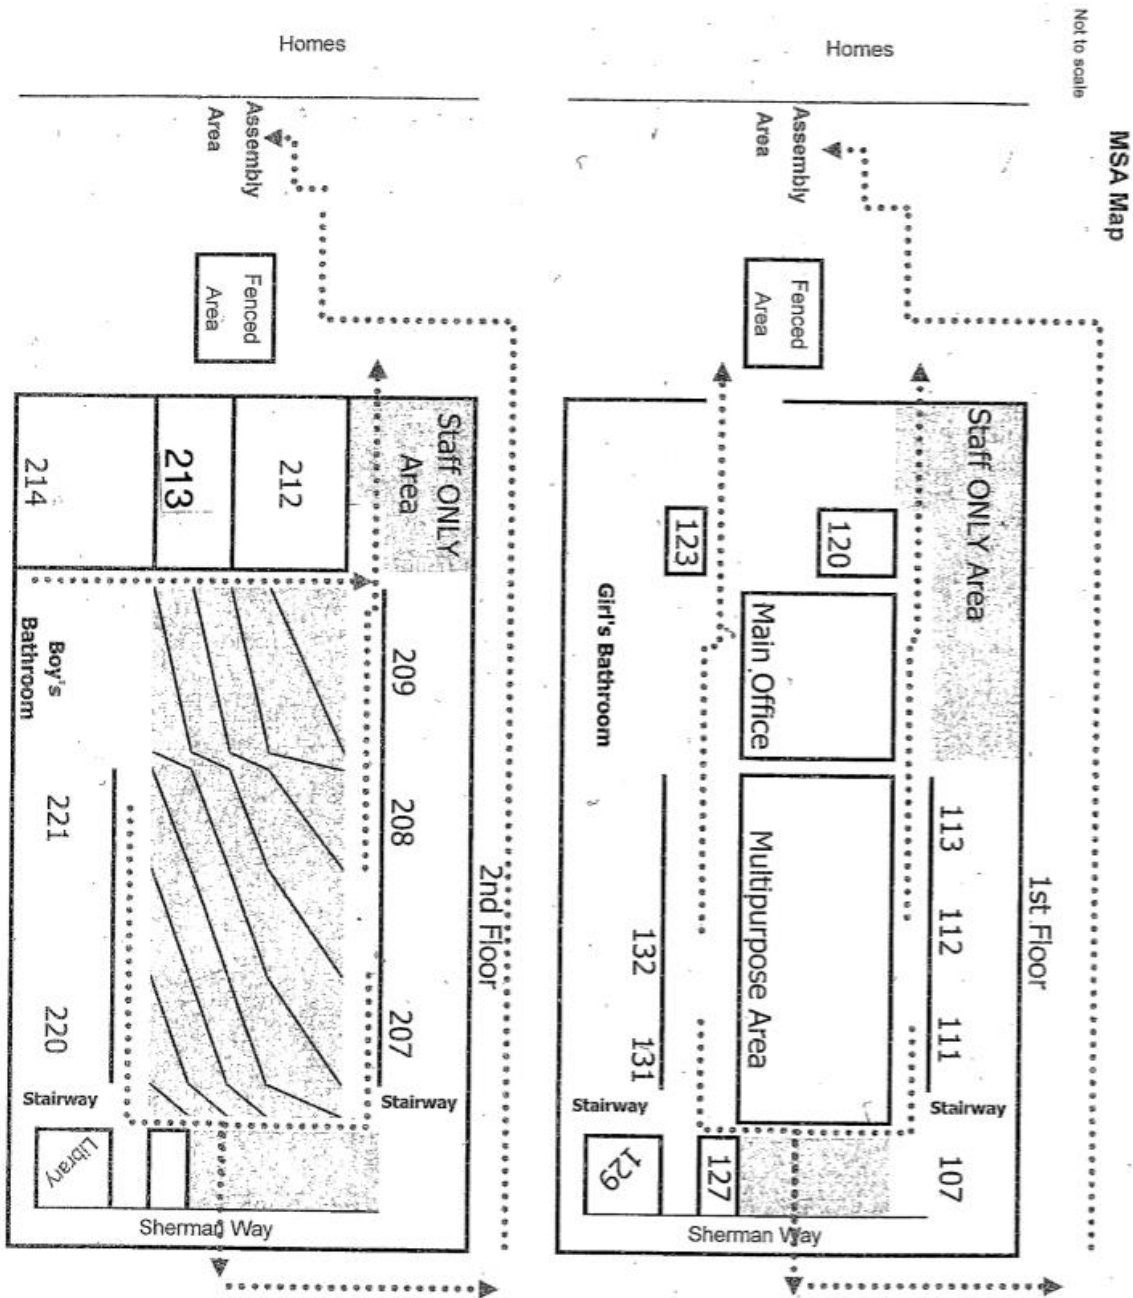 Not to scale
MSA Map
Homes
Assembly
Area
Fenced
Area
Staff ONLY Area
120
123
Main Office
Girl's Bathroom
Multipurpose Area
113
112
111
132
131
1st Floor
Stairway
Stairway
107
127
129
Sherman Way
Homes
Assembly
Area
Fenced
Area
Staff ONLY
Area
212
213
214
209
208
207
Boy's
Bathroom
221
220
2nd Floor
Stairway
Stairway
Library
Sherman Way